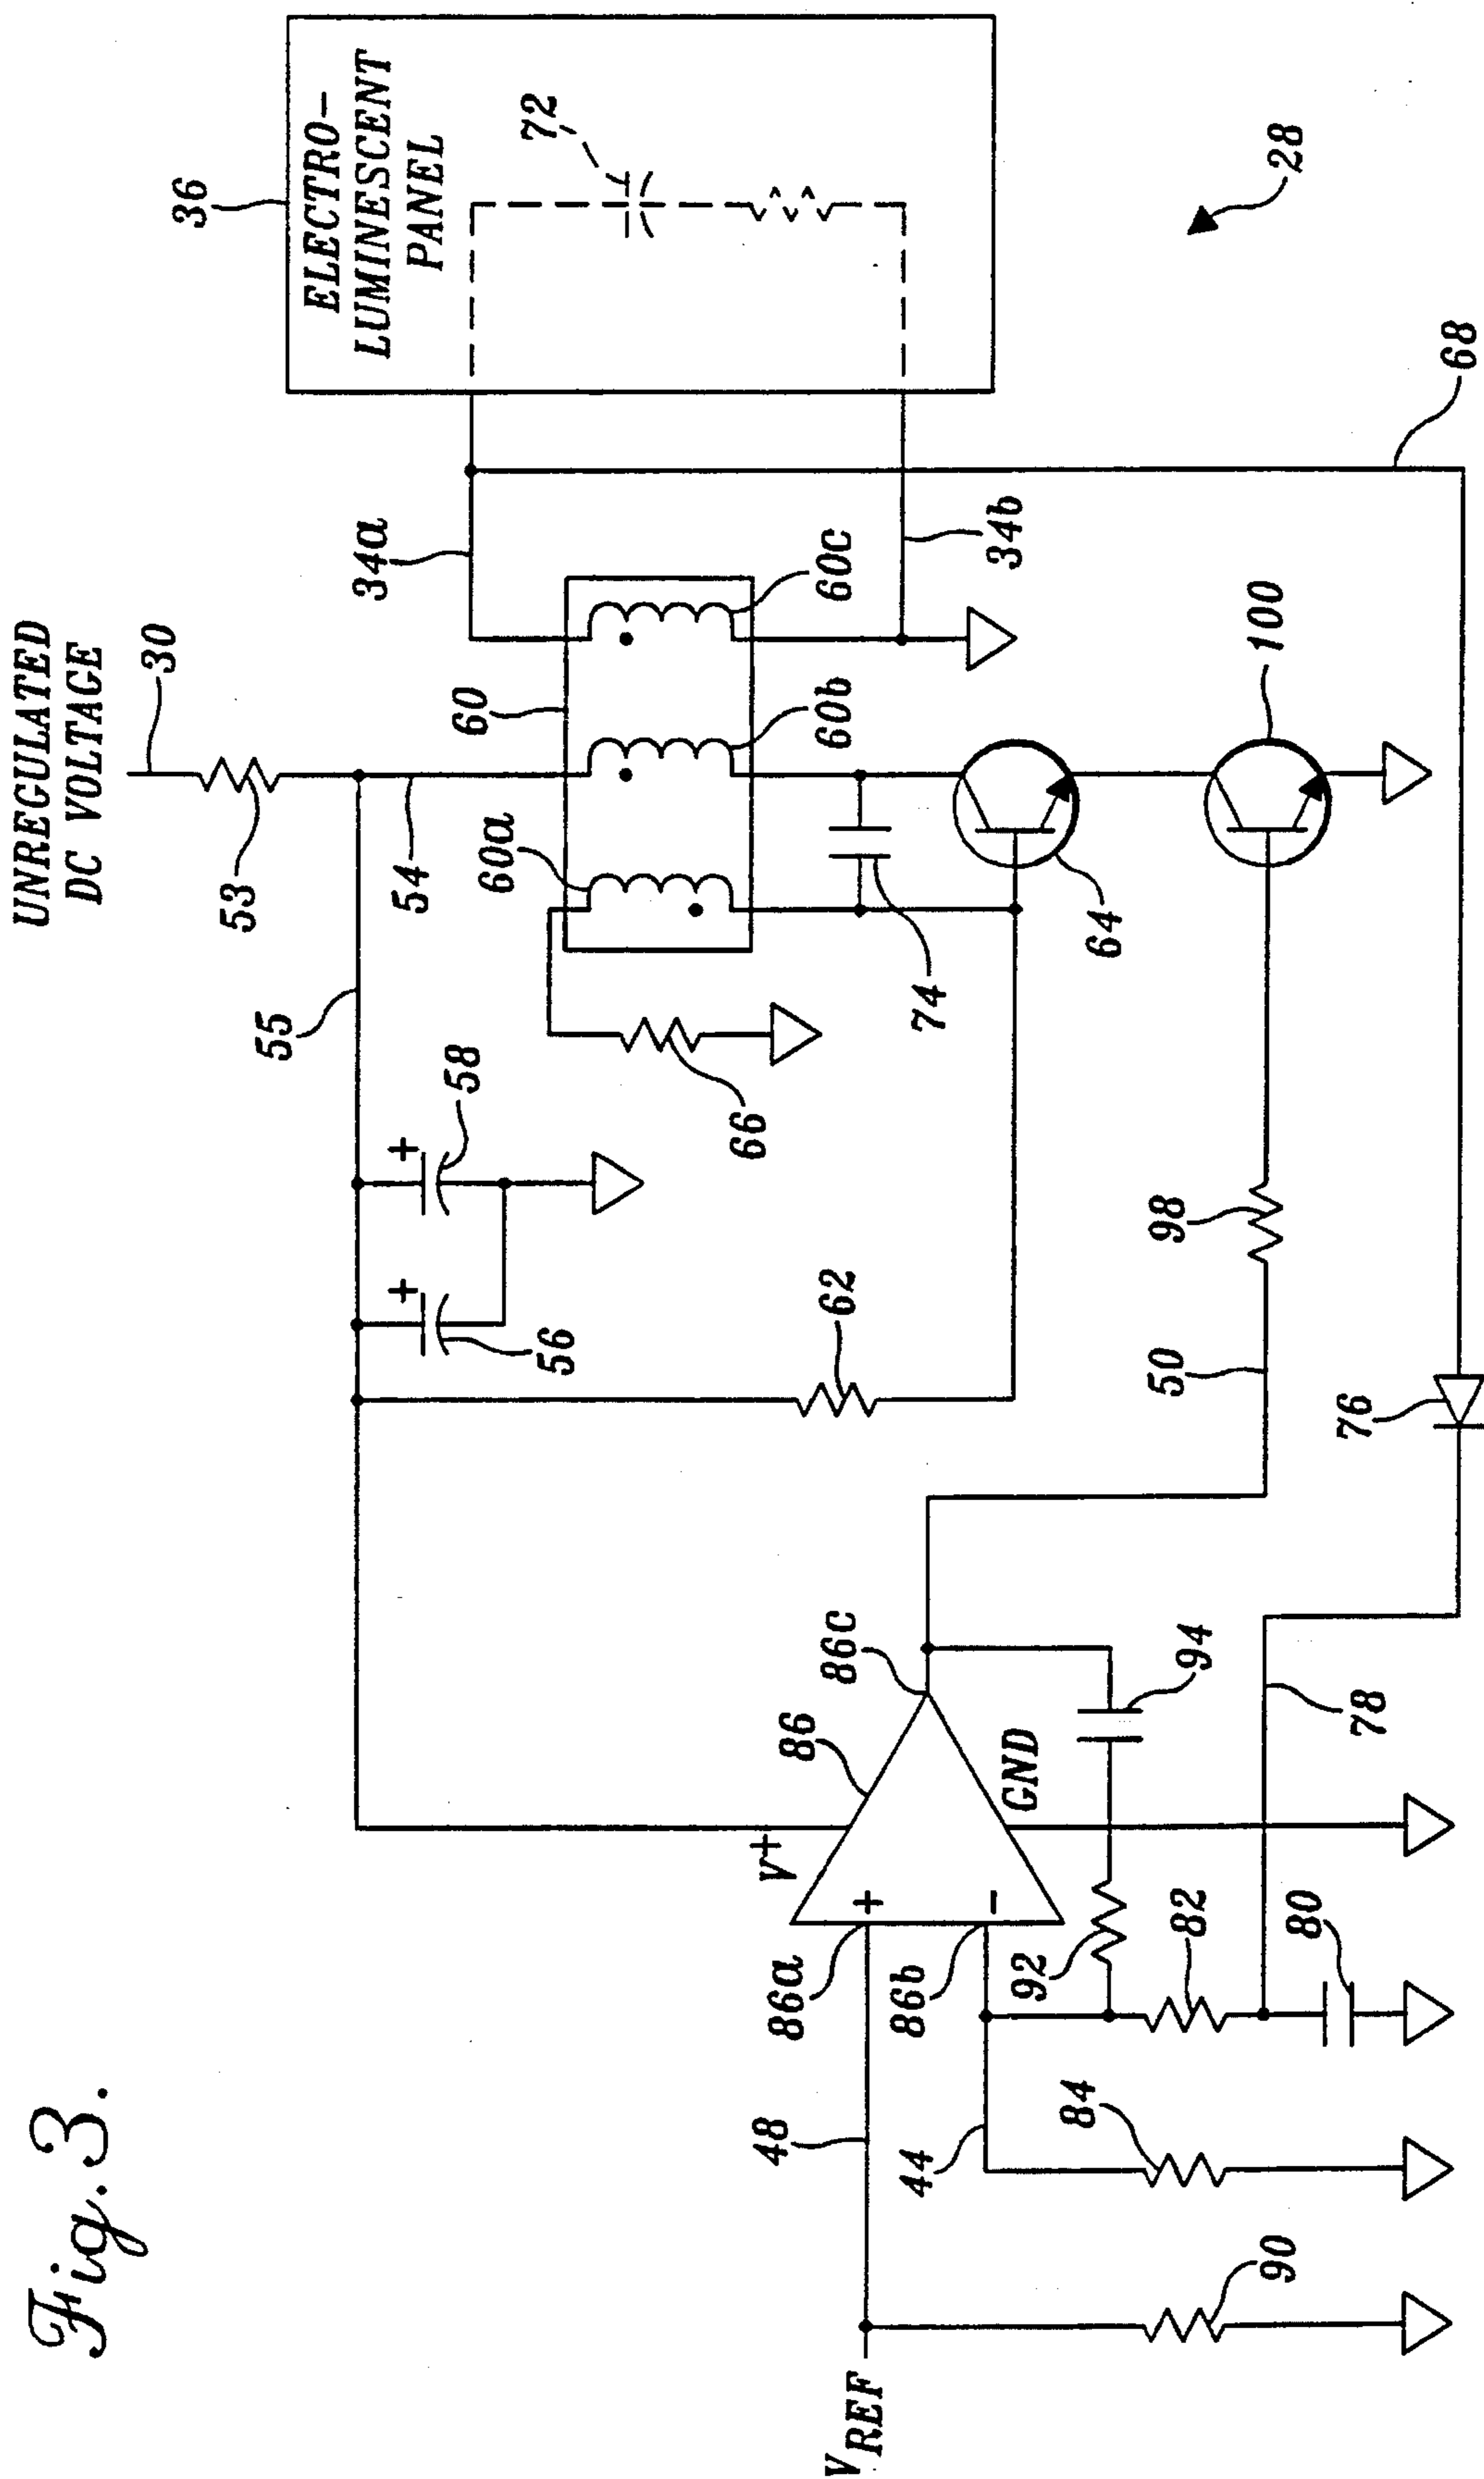 Fig. 3.
UNREGULATED
DC VOLTAGE
30
53
55
54
36
ELECTRO-
LUMINESCENT
PANEL
72
34a
60
60a
60b
60c
34b
58
56
66
74
62
64
28
100
68
98
50
76
86
86c
V+
GND
86a
+
86b
-
94
92
82
78
80
48
44
84
90
VREF
+
+